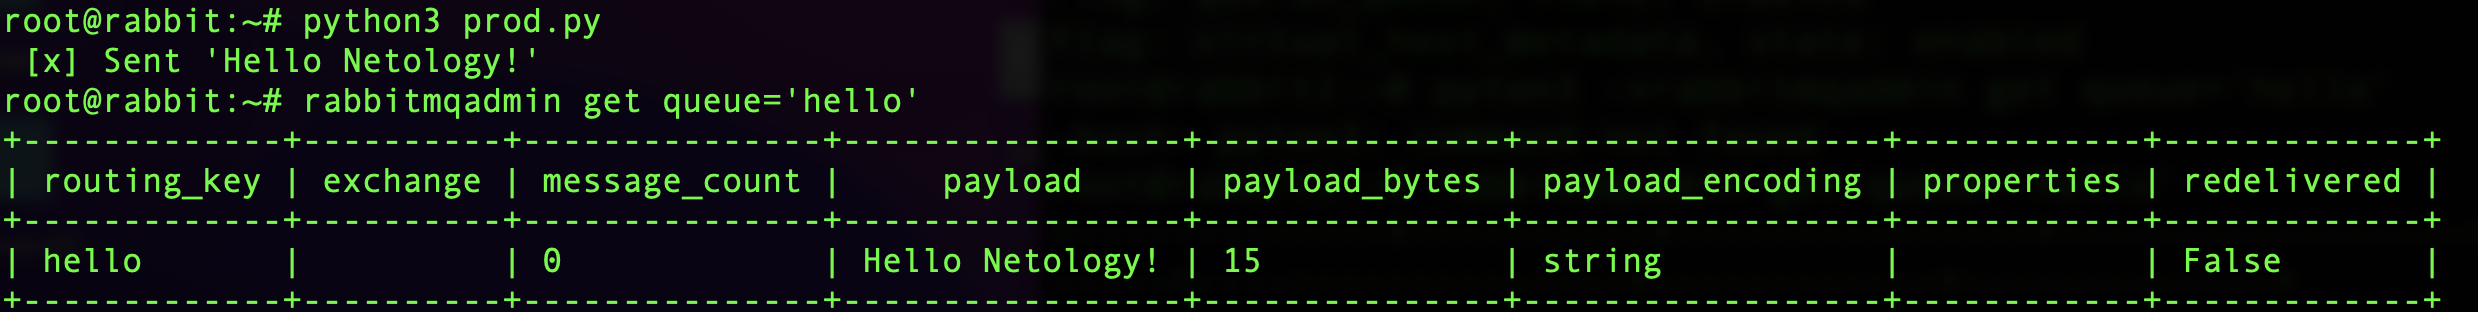 root@rabbit:~# python3 prod.py
 [x] Sent 'Hello Netology!'
root@rabbit:~# rabbitmqadmin get queue='hello'
+-------------+----------+---------------+-----------------+---------------+------------------+------------+-------------+
| routing_key | exchange | message_count |     payload     | payload_bytes | payload_encoding | properties | redelivered |
+-------------+----------+---------------+-----------------+---------------+------------------+------------+-------------+
| hello       |          | 0             | Hello Netology! | 15            | string           |            | False       |
+-------------+----------+---------------+-----------------+---------------+------------------+------------+-------------+